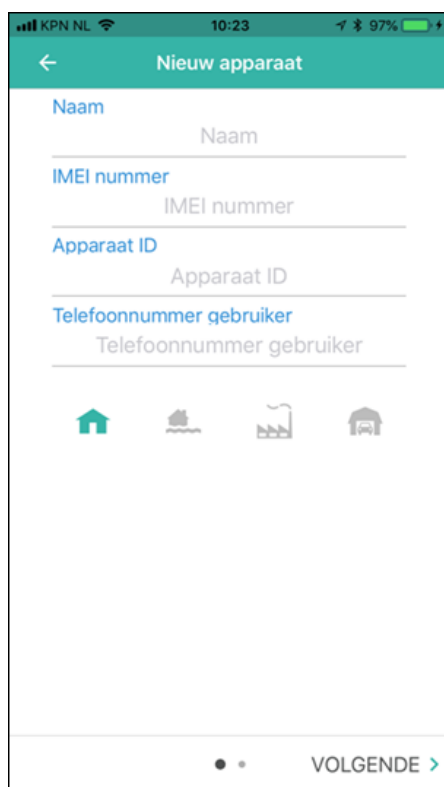 KPN NL 10:23 97%
Nieuw apparaat
Naam
Naam
IMEI nummer
IMEI nummer
Apparaat ID
Apparaat ID
Telefoonnummer gebruiker
Telefoonnummer gebruiker
VOLGENDE >